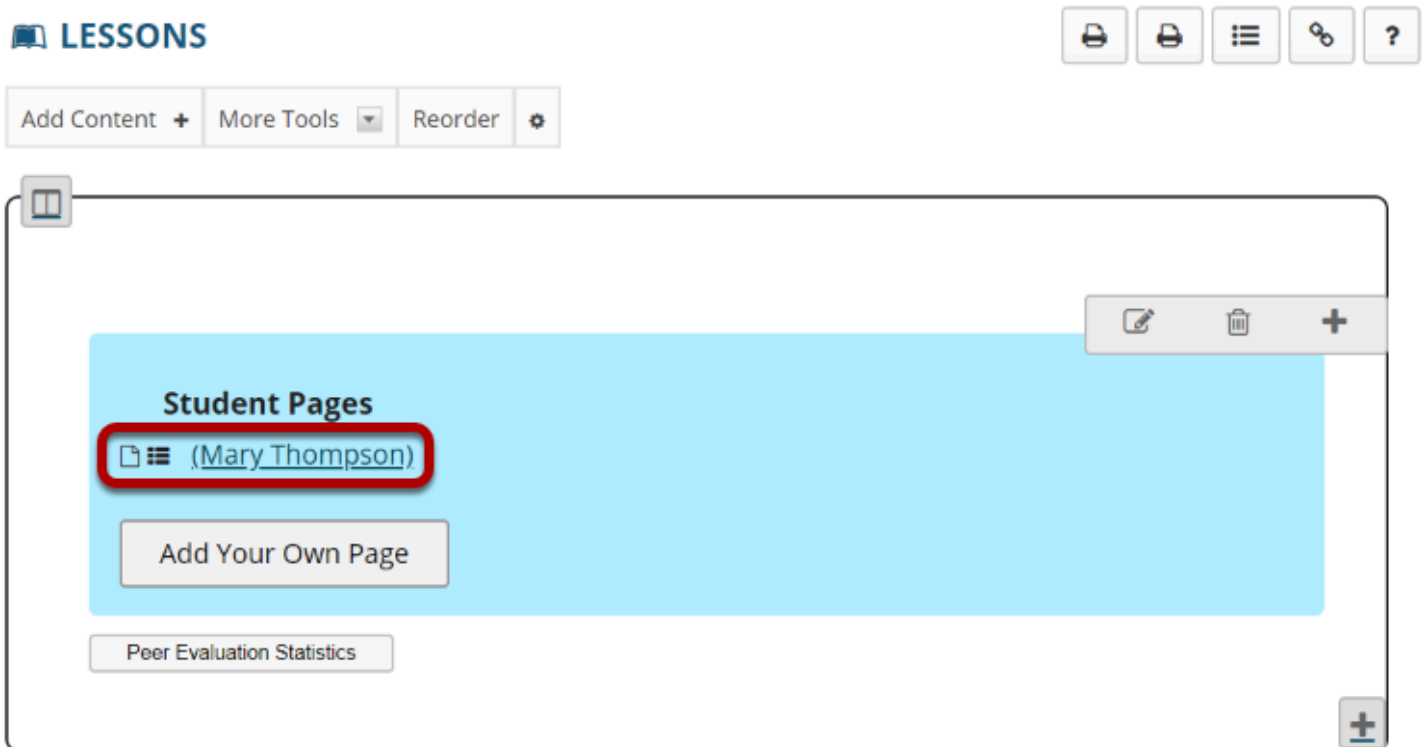 LESSONS
?
Add Content +
More Tools
Reorder
Student Pages
(Mary Thompson)
Add Your Own Page
Peer Evaluation Statistics